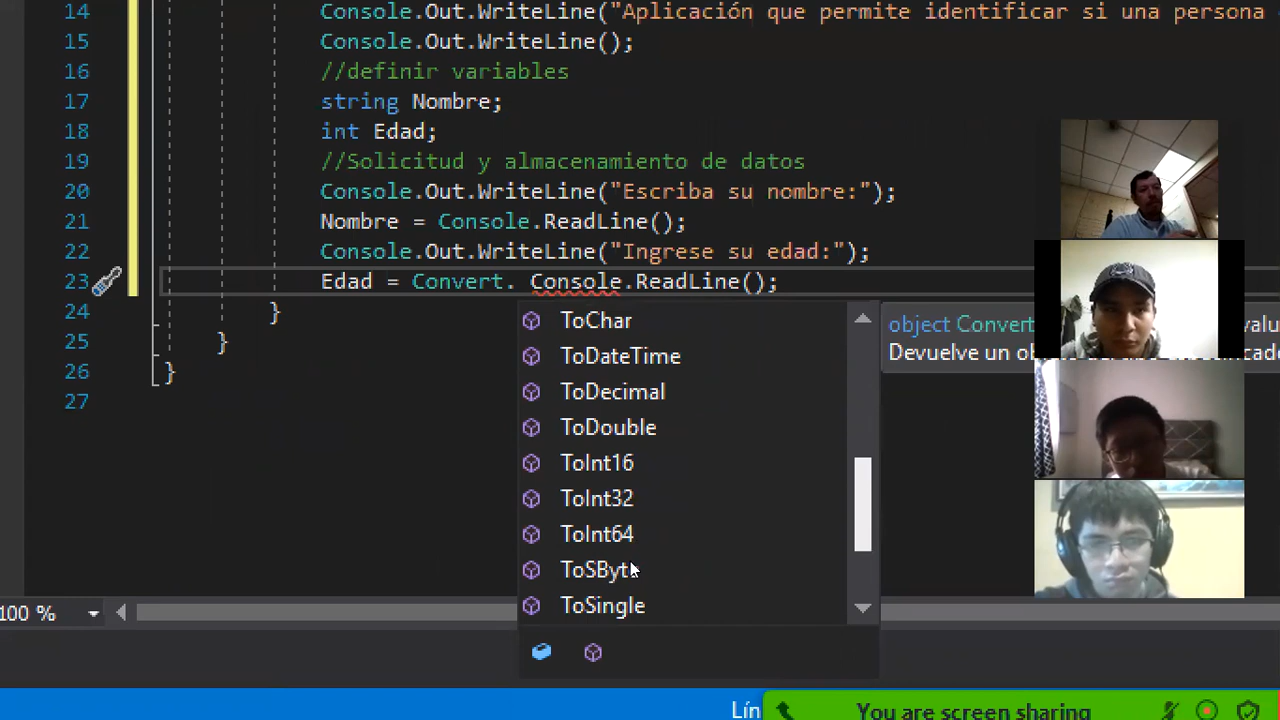 14 Console.Out.WriteLine("Aplicación que permite identificar si una persona
15 Console.Out.WriteLine();
16 //definir variables
17 string Nombre;
18 int Edad;
19 //Solicitud y almacenamiento de datos
20 Console.Out.WriteLine("Escriba su nombre:");
21 Nombre = Console.ReadLine();
22 Console.Out.WriteLine("Ingrese su edad:");
23 Edad = Convert. Console.ReadLine();
24 }
25 }
26 }
27
ToChar
ToDateTime
ToDecimal
ToDouble
ToInt16
ToInt32
ToInt64
ToSByte
ToSingle
object Convert
Devuelve un
100 %
Lín
You are screen sharing